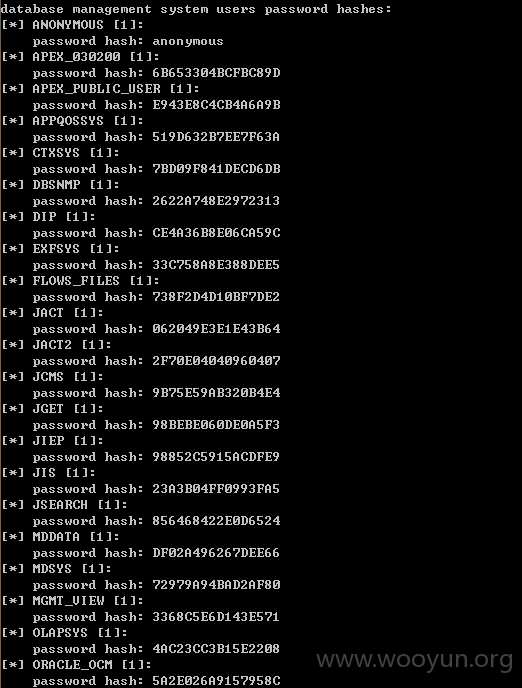 database management system users password hashes:
[*] ANONYMOUS [1]:
password hash: anonymous
[*] APEX_030200 [1]:
password hash: 6B653304BCFBC89D
[*] APEX_PUBLIC_USER [1]:
password hash: E943E8C4CB4A6A9B
[*] APPQOSSYS [1]:
password hash: 519D632B7EE7F63A
[*] CTXSYS [1]:
password hash: 7BD09F841DECD6DB
[*] DBSNMP [1]:
password hash: 2622A748E2972313
[*] DIP [1]:
password hash: CE4A36B8E06CA59C
[*] EXFSYS [1]:
password hash: 33C758A8E388DEE5
[*] FLOWS_FILES [1]:
password hash: 738F2D4D10BF7DE2
[*] JACT [1]:
password hash: 062049E3E1E43B64
[*] JACT2 [1]:
password hash: 2F70E04040960407
[*] JCMS [1]:
password hash: 9B75E59AB320B4E4
[*] JGET [1]:
password hash: 98BEBE060DE0A5F3
[*] JIEP [1]:
password hash: 98852C5915ACDFE9
[*] JIS [1]:
password hash: 23A3B04FF0993FA5
[*] JSEARCH [1]:
password hash: 856468422E0D6524
[*] MDDATA [1]:
password hash: DF02A496267DEE66
[*] MDSYS [1]:
password hash: 72979A94BAD2AF80
[*] MGMT_VIEW [1]:
password hash: 3368C5E6D143E571
[*] OLAPSYS [1]:
password hash: 4AC23CC3B15E2208
[*] ORACLE_OCM [1]:
password hash: 5A2E026A9157958C
www.wooyun.org